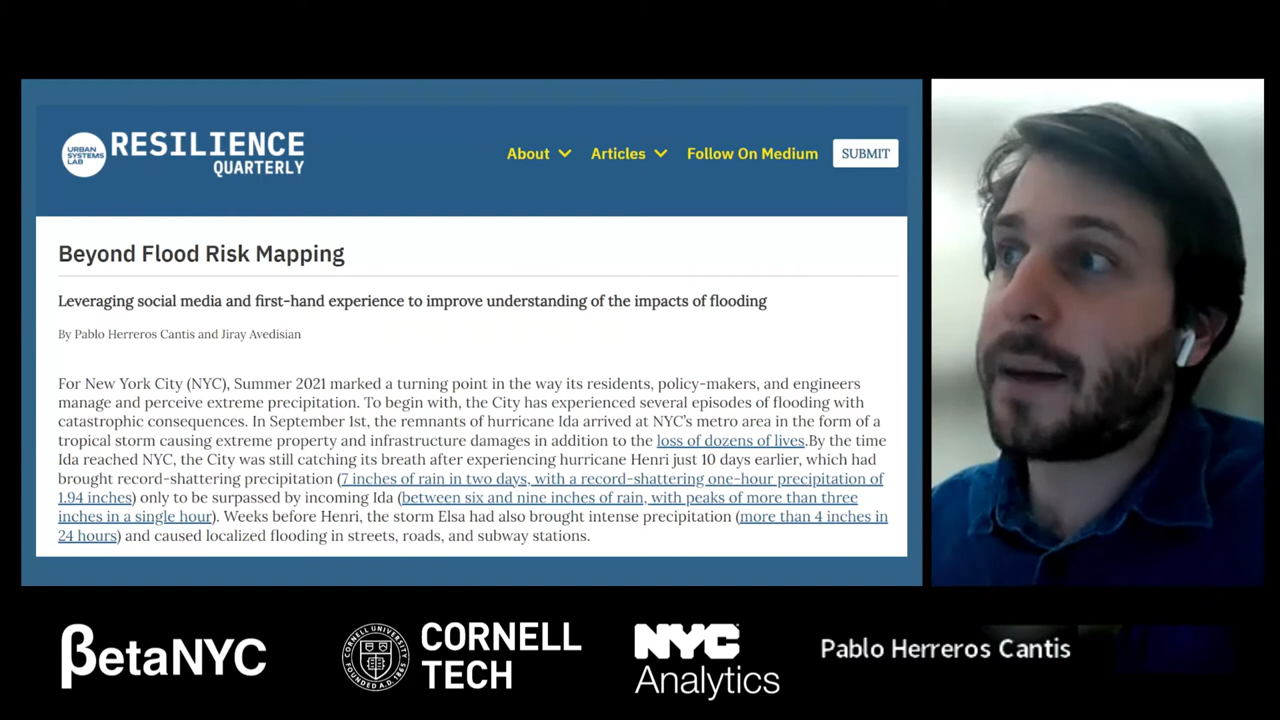 URBAN
SYSTEMS
LAB
RESILIENCE
QUARTERLY
About
Articles
Follow On Medium
SUBMIT
Beyond Flood Risk Mapping
Leveraging social media and first-hand experience to improve understanding of the impacts of flooding
By Pablo Herreros Cantis and Jiray Avedisian
For New York City (NYC), Summer 2021 marked a turning point in the way its residents, policy-makers, and engineers
manage and perceive extreme precipitation. To begin with, the City has experienced several episodes of flooding with
catastrophic consequences. In September 1st, the remnants of hurricane Ida arrived at NYC's metro area in the form of a
tropical storm causing extreme property and infrastructure damages in addition to the loss of dozens of lives.By the time
Ida reached NYC, the City was still catching its breath after experiencing hurricane Henri just 10 days earlier, which had
brought record-shattering precipitation (7 inches of rain in two days, with a record-shattering one-hour precipitation of
1.94 inches) only to be surpassed by incoming Ida (between six and nine inches of rain, with peaks of more than three
inches in a single hour). Weeks before Henri, the storm Elsa had also brought intense precipitation (more than 4 inches in
24 hours) and caused localized flooding in streets, roads, and subway stations.
βetaNYC
CORNELL UNIVERSITY
FOUNDED A.D. 1865
CORNELL
TECH
NYC
Analytics
Pablo Herreros Cantis